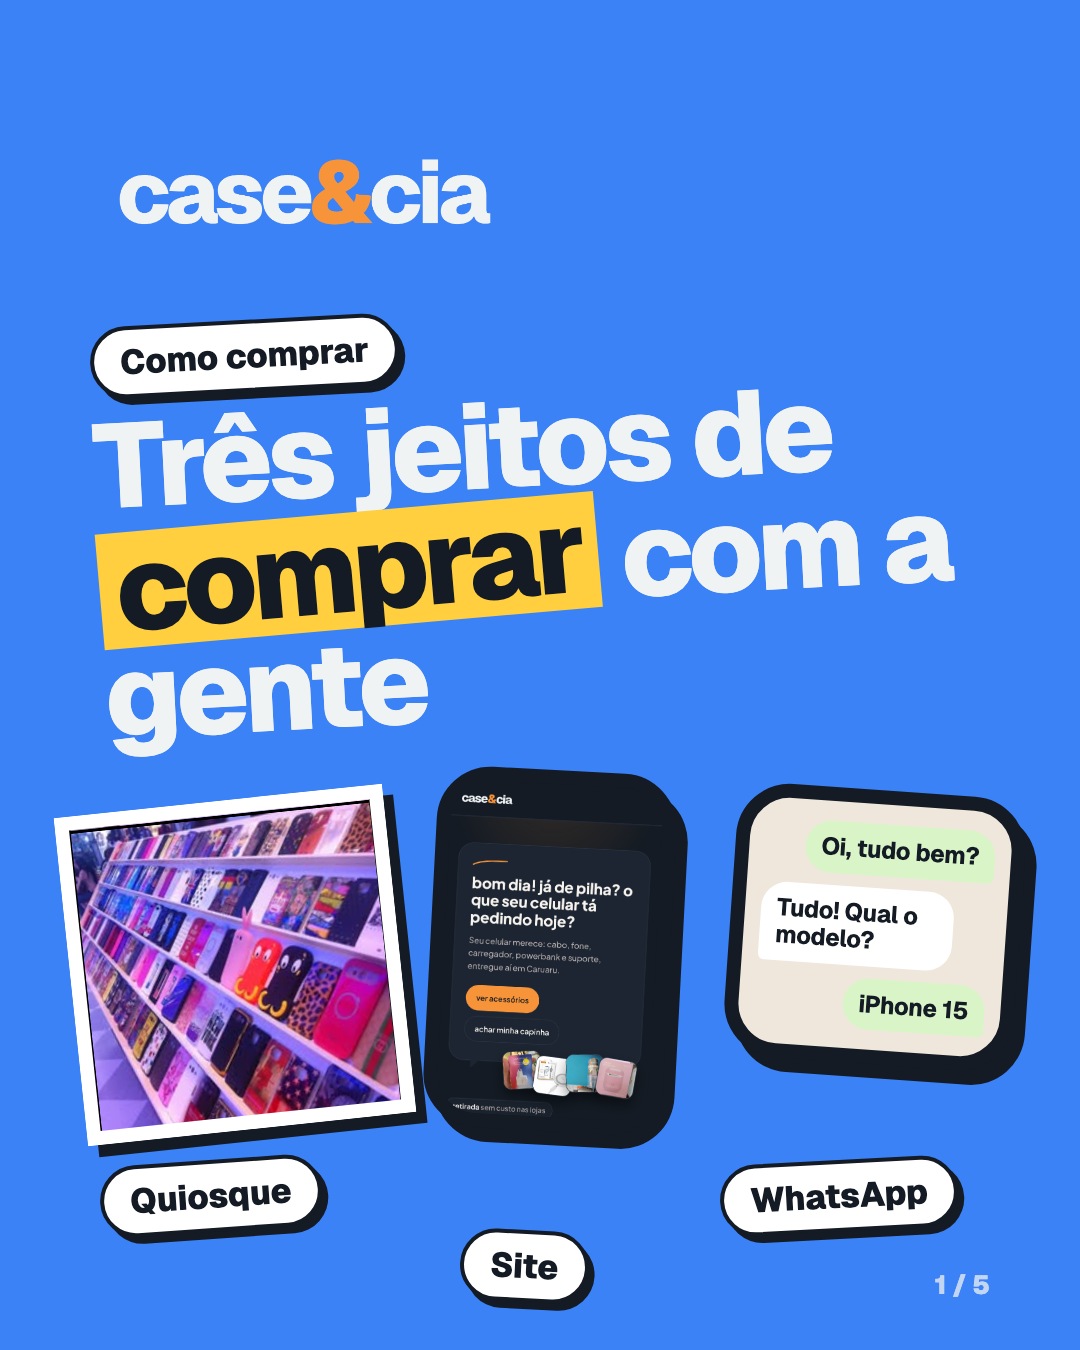 case&cia
Como comprar
Três jeitos de
comprar com a
gente
case&cia
bom dia! já de pilha? o
que seu celular tá
pedindo hoje?
Seu celular merece: cabo, fone,
carregador, powerbank e suporte,
entregue aí em Caruaru.
ver acessórios
achar minha capinha
retirada sem custo nas lojas
Oi, tudo bem?
Tudo! Qual o
modelo?
iPhone 15
Quiosque
WhatsApp
Site
1 / 5